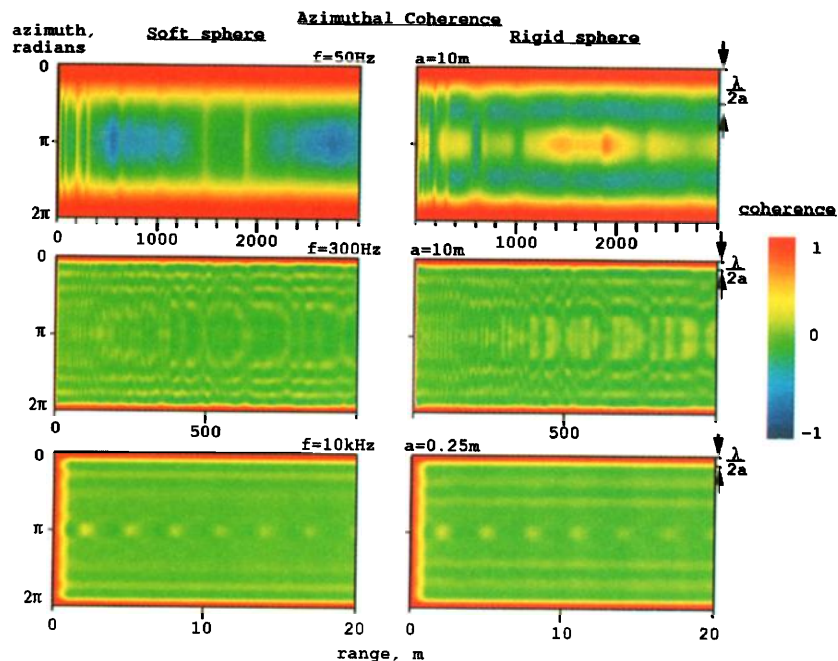 Azimuthal Coherence
azimuth, radians
Soft sphere
Rigid sphere
f=50Hz
a=10m
0
π
2π
λ/2a
0
1000
2000
1000
2000
coherence
1
0
-1
f=300Hz
a=10m
0
π
2π
λ/2a
0
500
500
f=10kHz
a=0.25m
0
π
2π
λ/2a
0
10
20
0
10
20
range, m